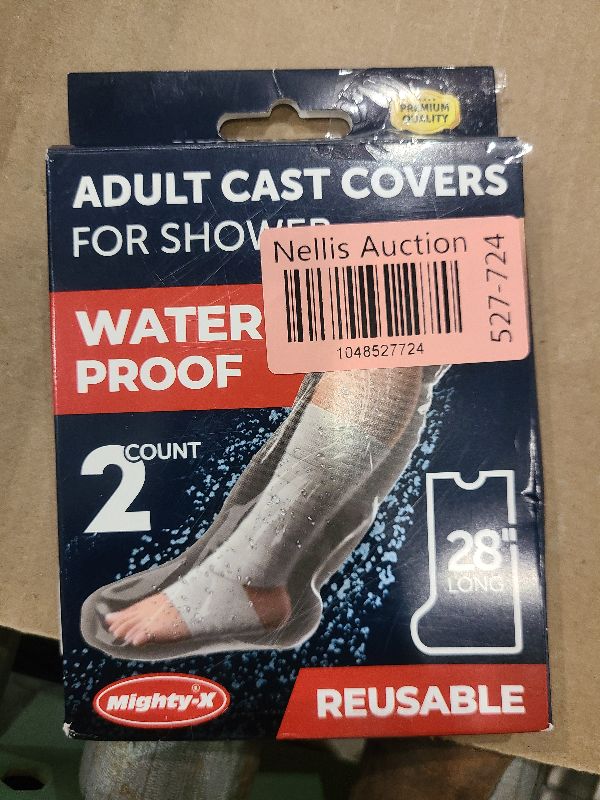 PREMIUM
QUALITY
ADULT CAST COVERS
FOR SHOWER
Nellis Auction
1048527724
527-724
WATER
PROOF
2 COUNT
28"
LONG
Mighty-X
REUSABLE